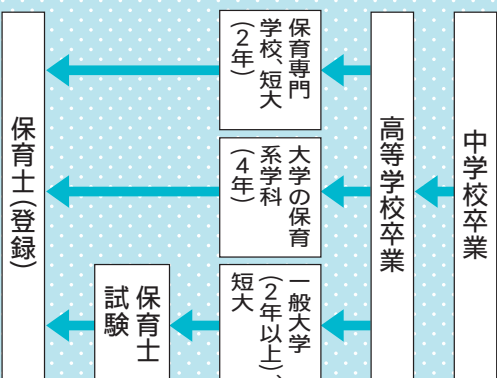 中学校卒業
高等学校卒業
保育専門
学校、短大
(2年)
大学の保育
系学科
(4年)
一般大学
(2年以上)、
短大
保育士
試験
保育士(登録)